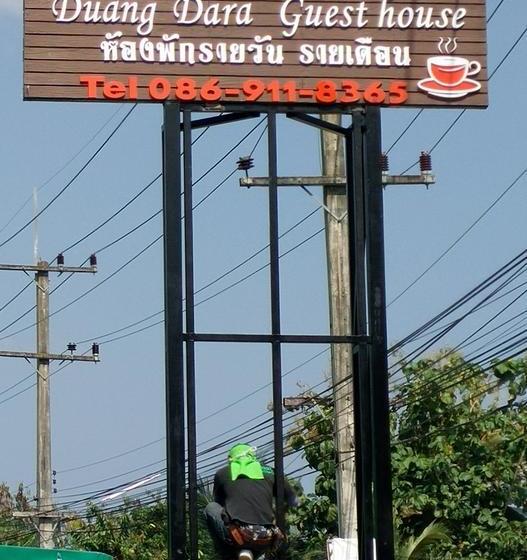 Duang Dara Guest house
ห้องพักรายวัน รายเดือน
Tel 086-911-8365